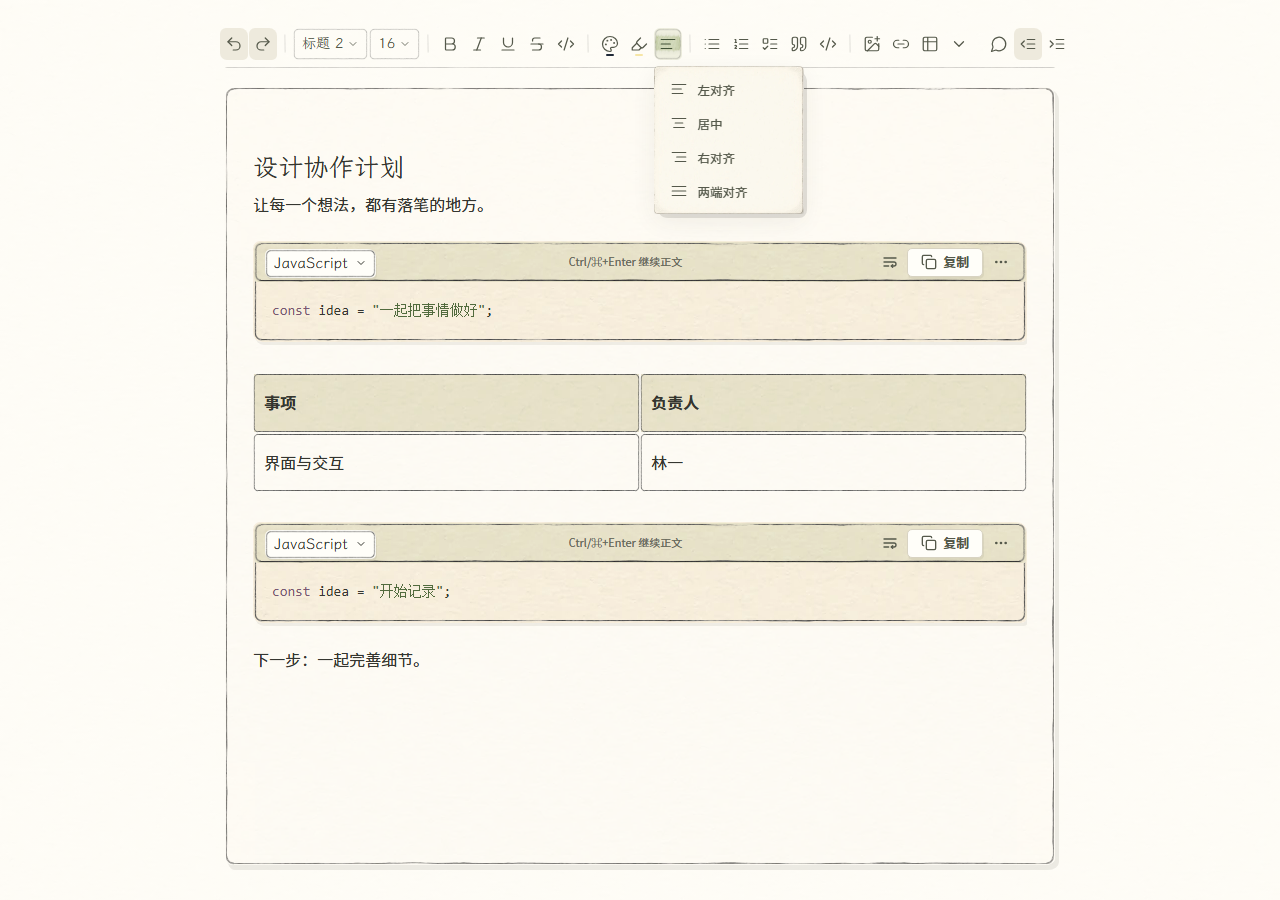 标题 2 16
左对齐
居中
右对齐
两端对齐
设计协作计划
让每一个想法，都有落笔的地方。
JavaScript Ctrl/⌘+Enter 继续正文 复制
const idea = "一起把事情做好";
事项 负责人
界面与交互 林一
JavaScript Ctrl/⌘+Enter 继续正文 复制
const idea = "开始记录";
下一步：一起完善细节。